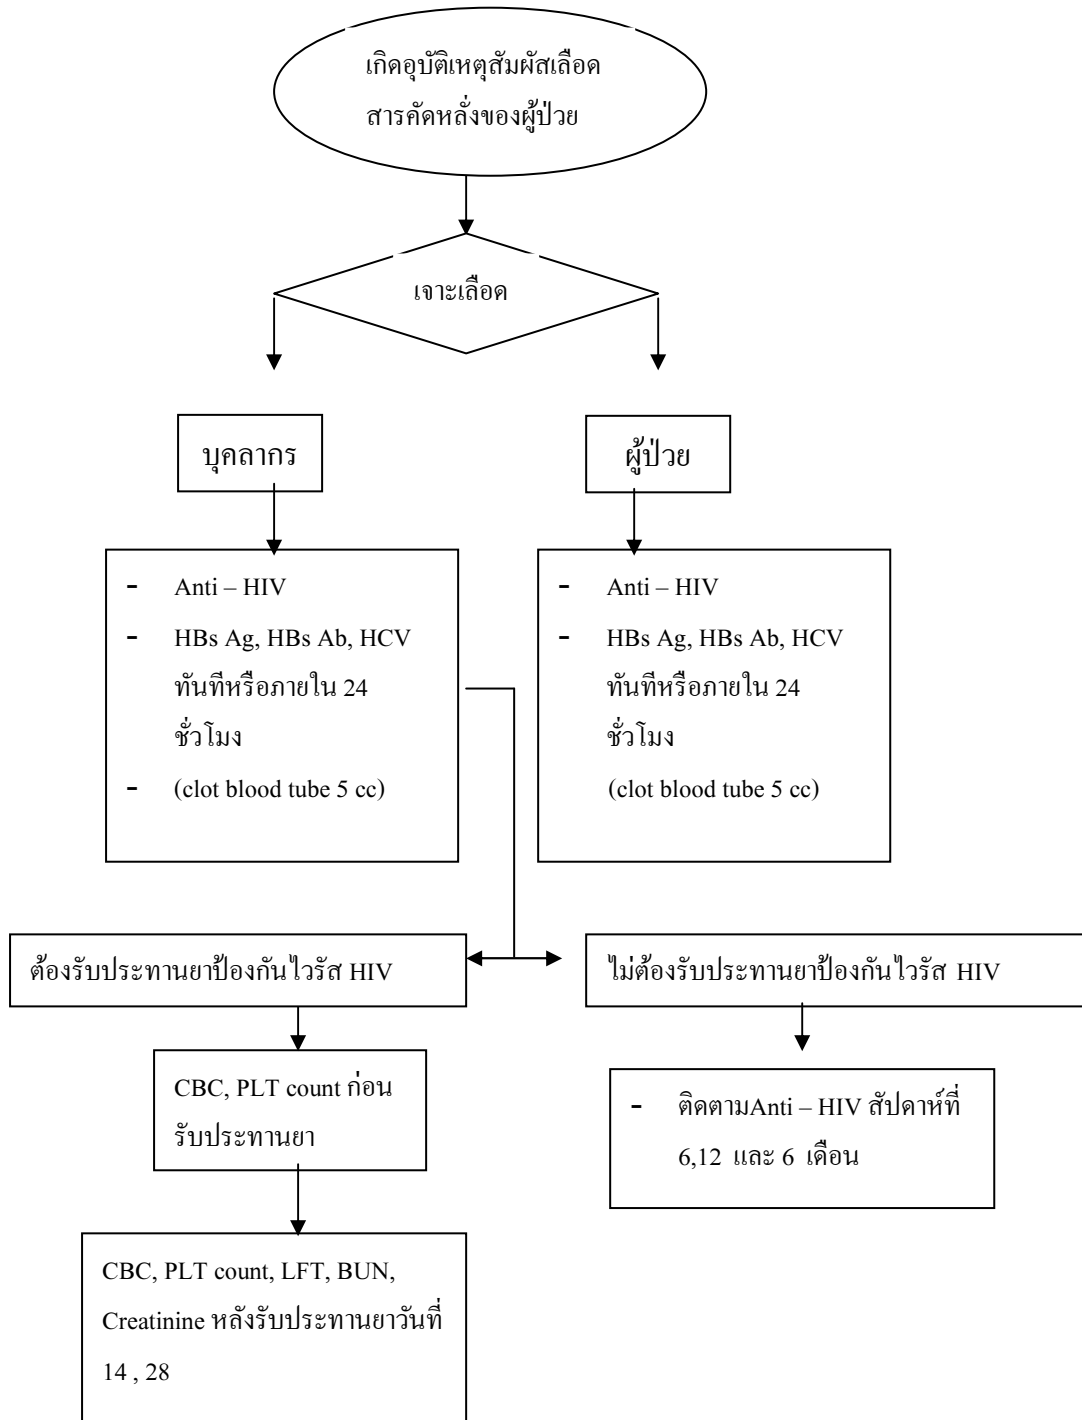 เกิดอุบัติเหตุสัมผัสเลือด
สารคัดหลั่งของผู้ป่วย
เจาะเลือด
บุคลากร
ผู้ป่วย
- Anti – HIV
- HBs Ag, HBs Ab, HCV
ทันทีหรือภายใน 24
ชั่วโมง
- (clot blood tube 5 cc)
- Anti – HIV
- HBs Ag, HBs Ab, HCV
ทันทีหรือภายใน 24
ชั่วโมง
(clot blood tube 5 cc)
ต้องรับประทานยาป้องกันไวรัส HIV
ไม่ต้องรับประทานยาป้องกันไวรัส HIV
CBC, PLT count ก่อน
รับประทานยา
- ติดตามAnti – HIV สัปดาห์ที่
6,12 และ 6 เดือน
CBC, PLT count, LFT, BUN,
Creatinine หลังรับประทานยาวันที่
14 , 28